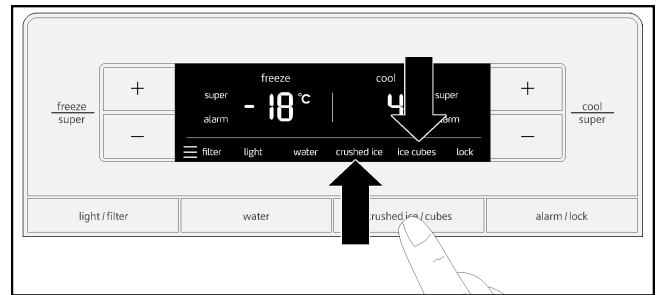 freeze cool
super super
-18 °C 4
alarm alarm
filter light water crushed ice ice cubes lock
+ +
freeze cool
super super
− −
light / filter water crushed ice / cubes alarm / lock